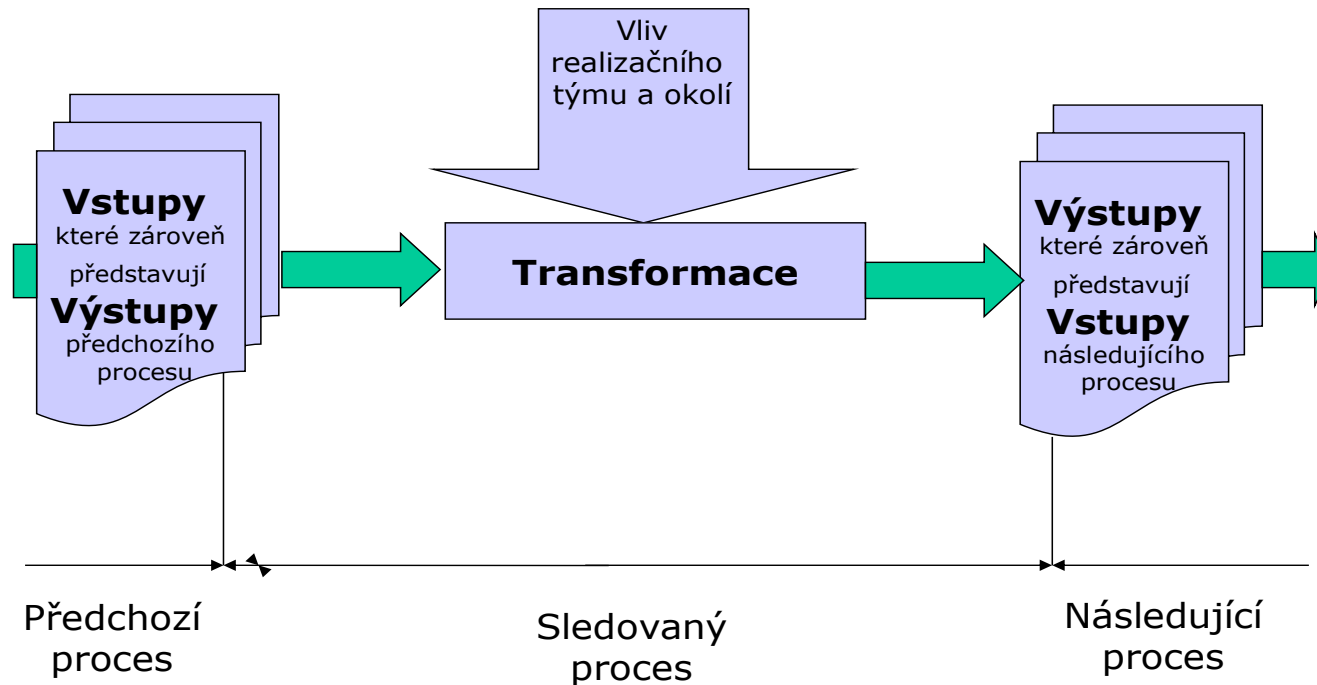 Vliv
realizačního
týmu a okolí
Vstupy
které zároveň
představují
Výstupy
předchozího
procesu
Transformace
Výstupy
které zároveň
představují
Vstupy
následujícího
procesu
Předchozí
proces
Sledovaný
proces
Následující
proces